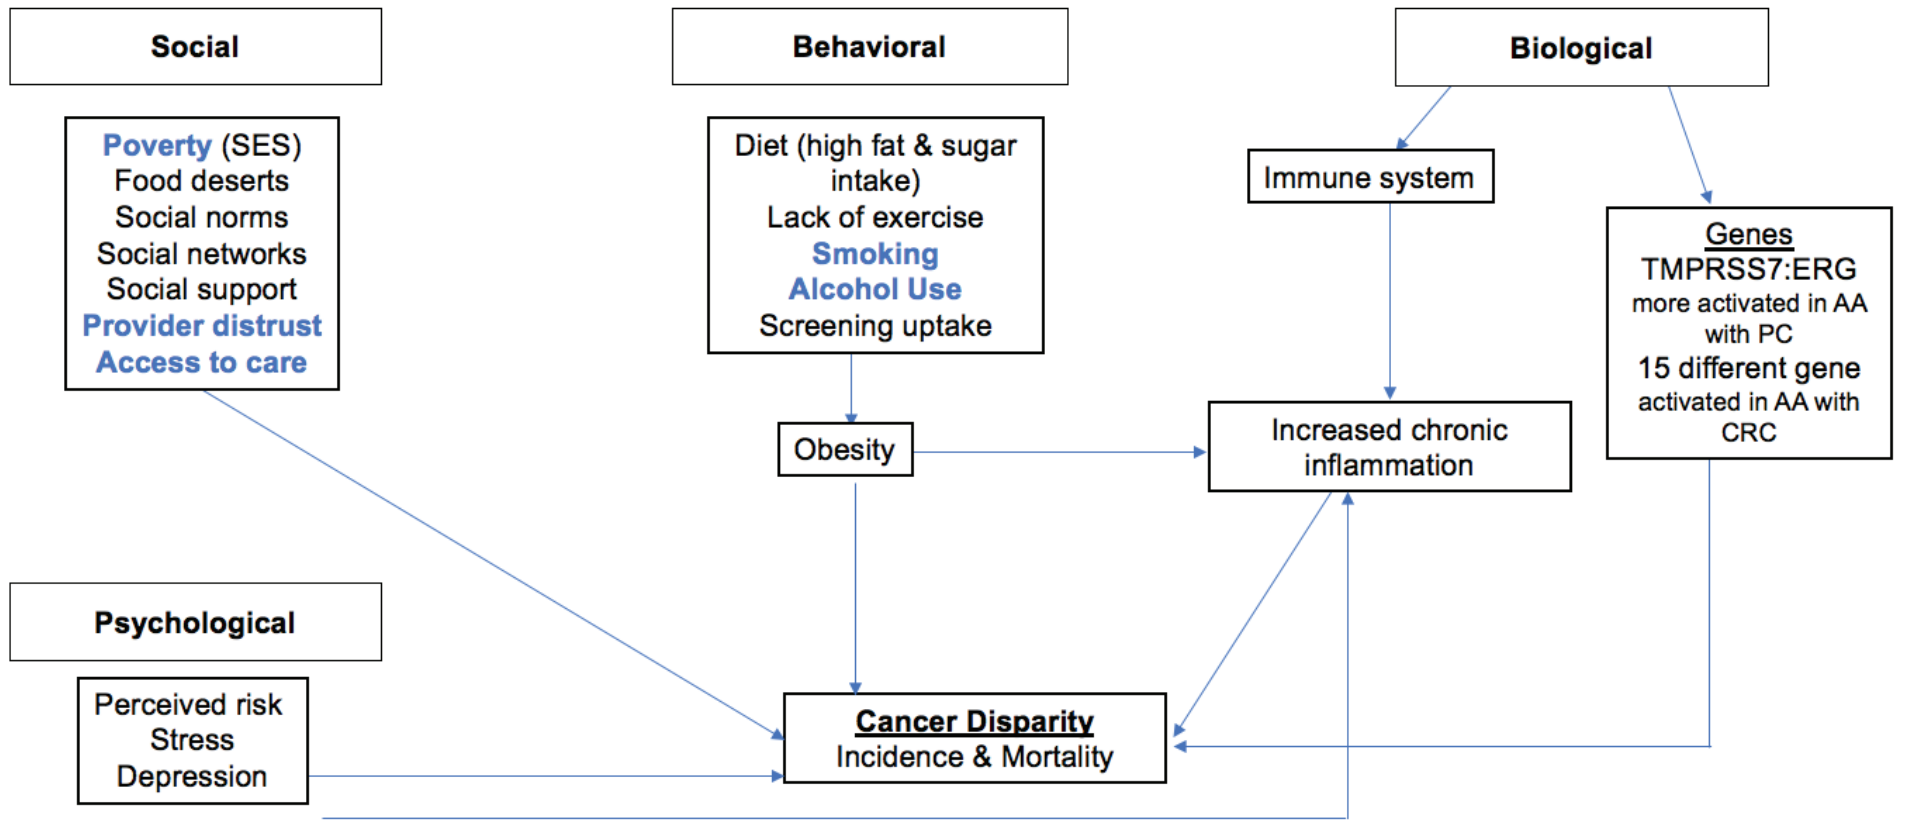 Social
Poverty (SES)
Food deserts
Social norms
Social networks
Social support
Provider distrust
Access to care
Behavioral
Diet (high fat & sugar
intake)
Lack of exercise
Smoking
Alcohol Use
Screening uptake
Obesity
Biological
Immune system
Genes
TMPRSS7:ERG
more activated in AA
with PC
15 different gene
activated in AA with
CRC
Increased chronic
inflammation
Psychological
Perceived risk
Stress
Depression
Cancer Disparity
Incidence & Mortality